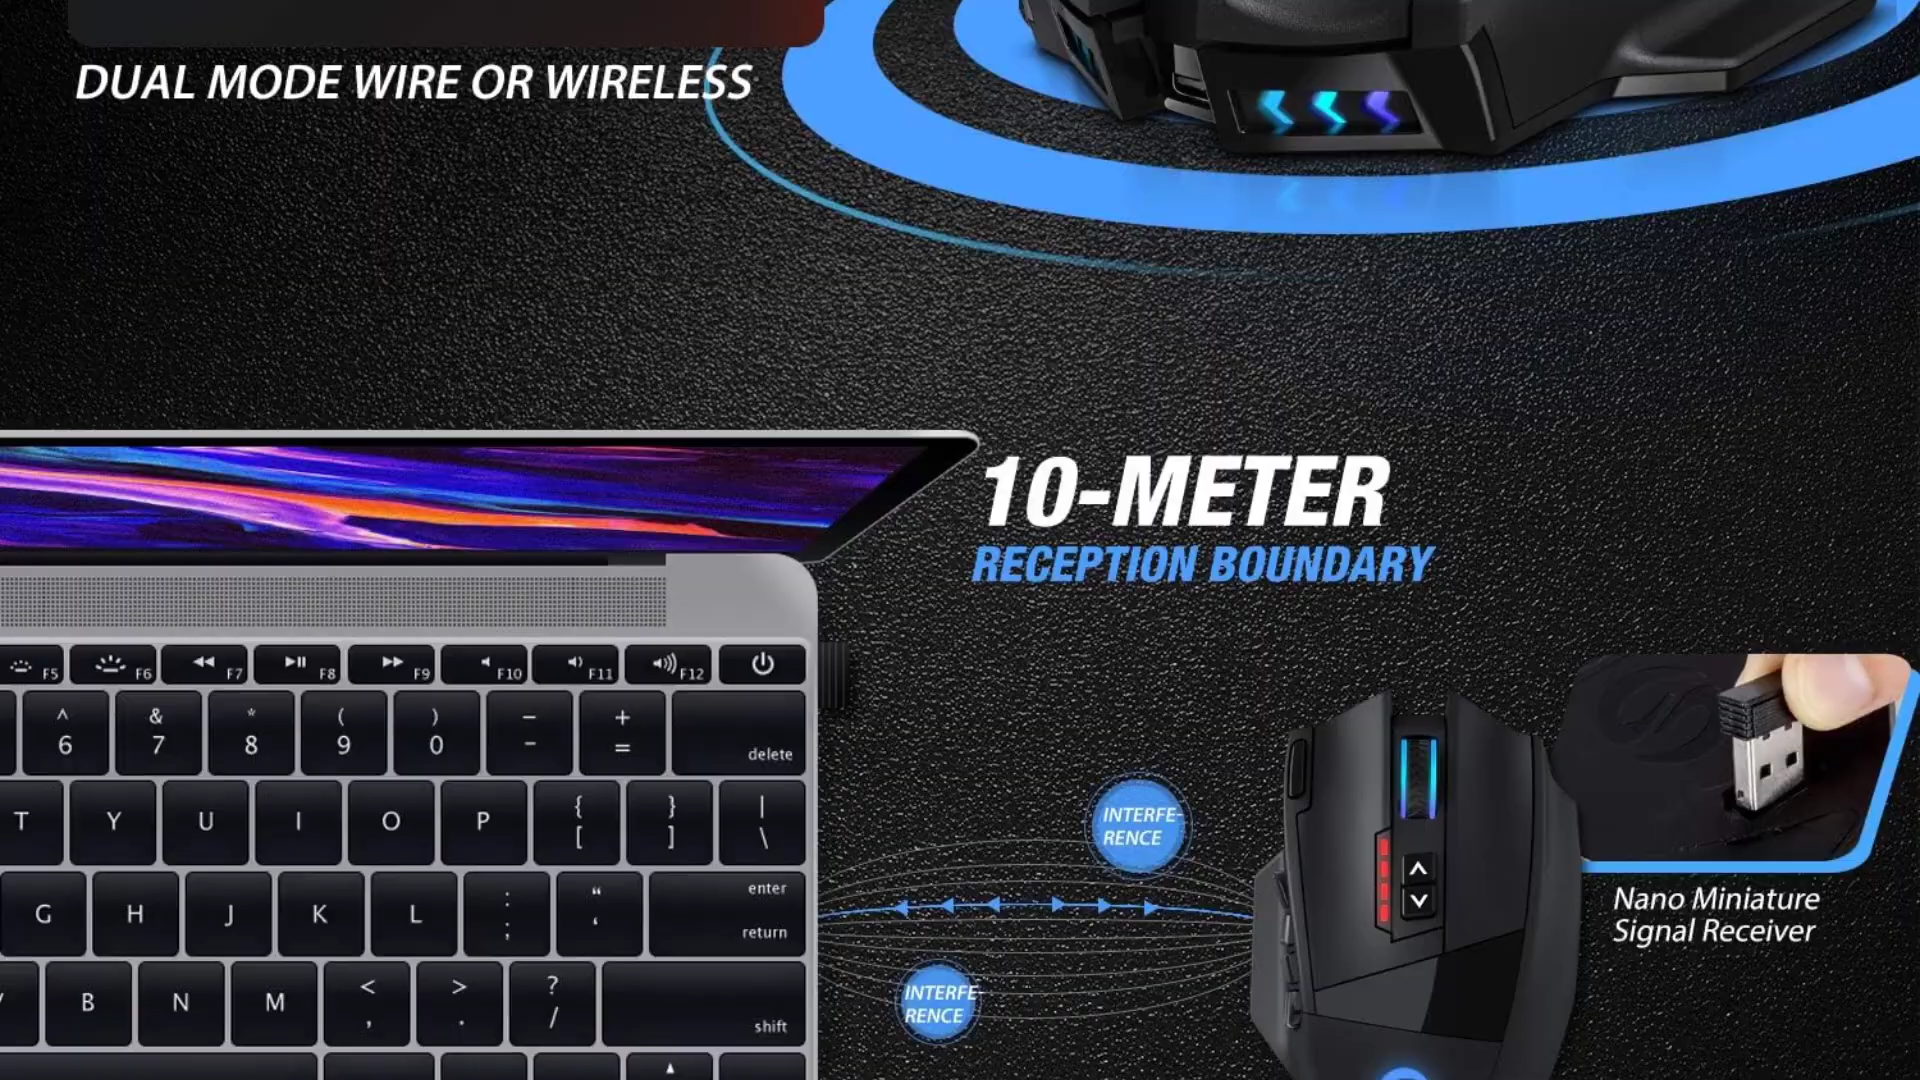 DUAL MODE WIRE OR WIRELESS
10-METER
RECEPTION BOUNDARY
F5 F6 F7 F8 F9 F10 F11 F12
^ & * ( ) _ +
6 7 8 9 0 - =
delete
T Y U I O P { [ } ] | \
INTERFE-
RENCE
enter
G H J K L : ; “ ‘
return
Nano Miniature
Signal Receiver
B N M < , > . ? /
shift
INTERFE-
RENCE